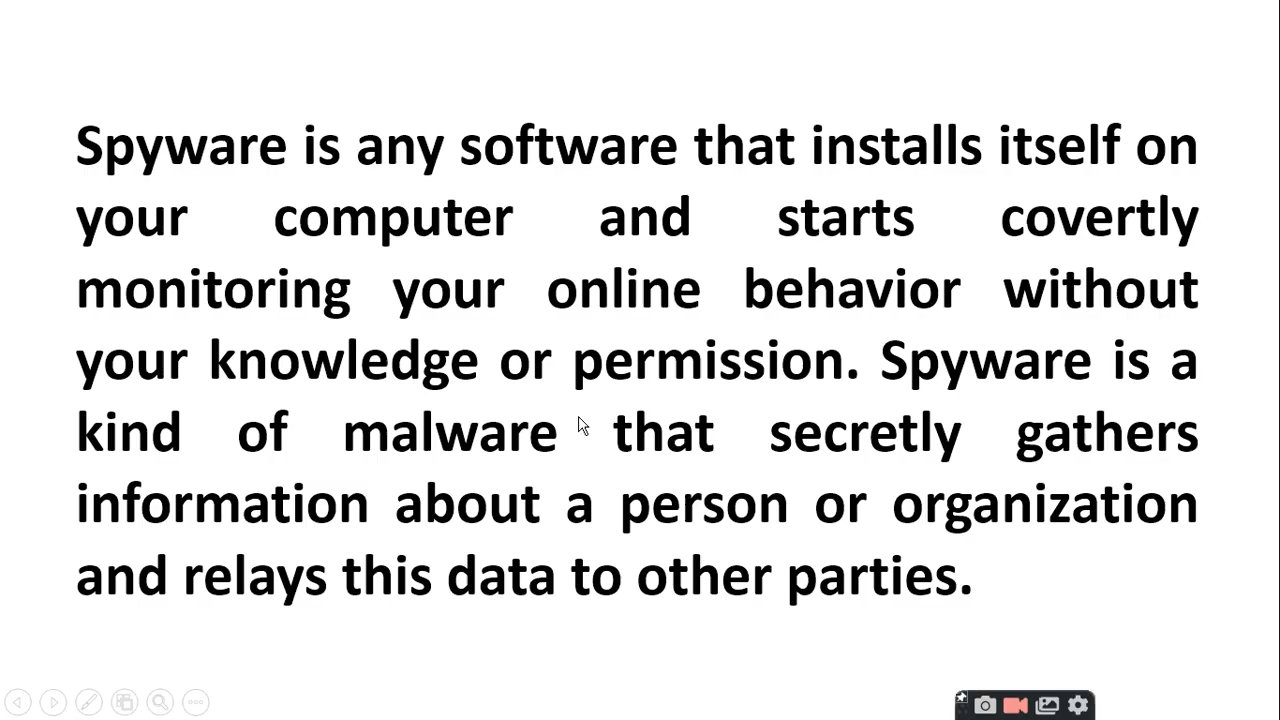 Spyware is any software that installs itself on
your computer and starts covertly
monitoring your online behavior without
your knowledge or permission. Spyware is a
kind of malware that secretly gathers
information about a person or organization
and relays this data to other parties.